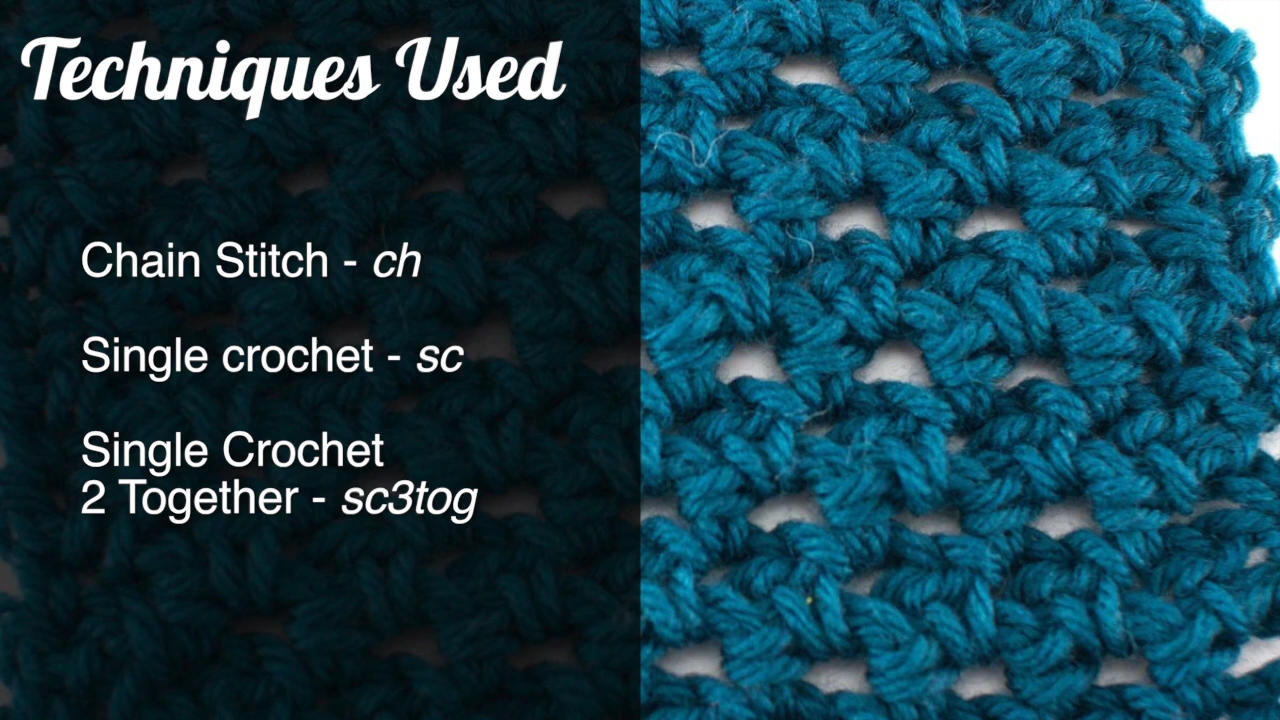 Techniques Used
Chain Stitch - ch
Single crochet - sc
Single Crochet
2 Together - sc3tog